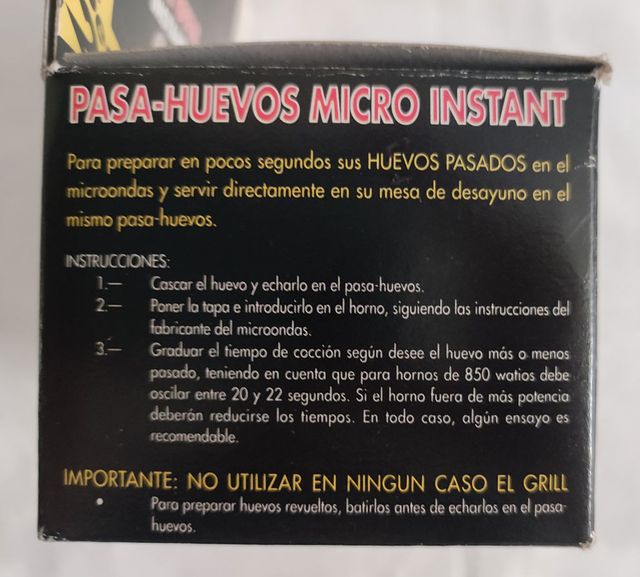 PASA-HUEVOS MICRO INSTANT
Para preparar en pocos segundos sus HUEVOS PASADOS en el
microondas y servir directamente en su mesa de desayuno en el
mismo pasa-huevos.
INSTRUCCIONES:
1.— Cascar el huevo y echarlo en el pasa-huevos.
2.— Poner la tapa e introducirlo en el horno, siguiendo las instrucciones del
fabricante del microondas.
3.— Graduar el tiempo de cocción según desee el huevo más o menos
pasado, teniendo en cuenta que para hornos de 850 watios debe
oscilar entre 20 y 22 segundos. Si el horno fuera de más potencia
deberán reducirse los tiempos. En todo caso, algún ensayo es
recomendable.
IMPORTANTE: NO UTILIZAR EN NINGUN CASO EL GRILL
• Para preparar huevos revueltos, batirlos antes de echarlos en el pasa-
huevos.